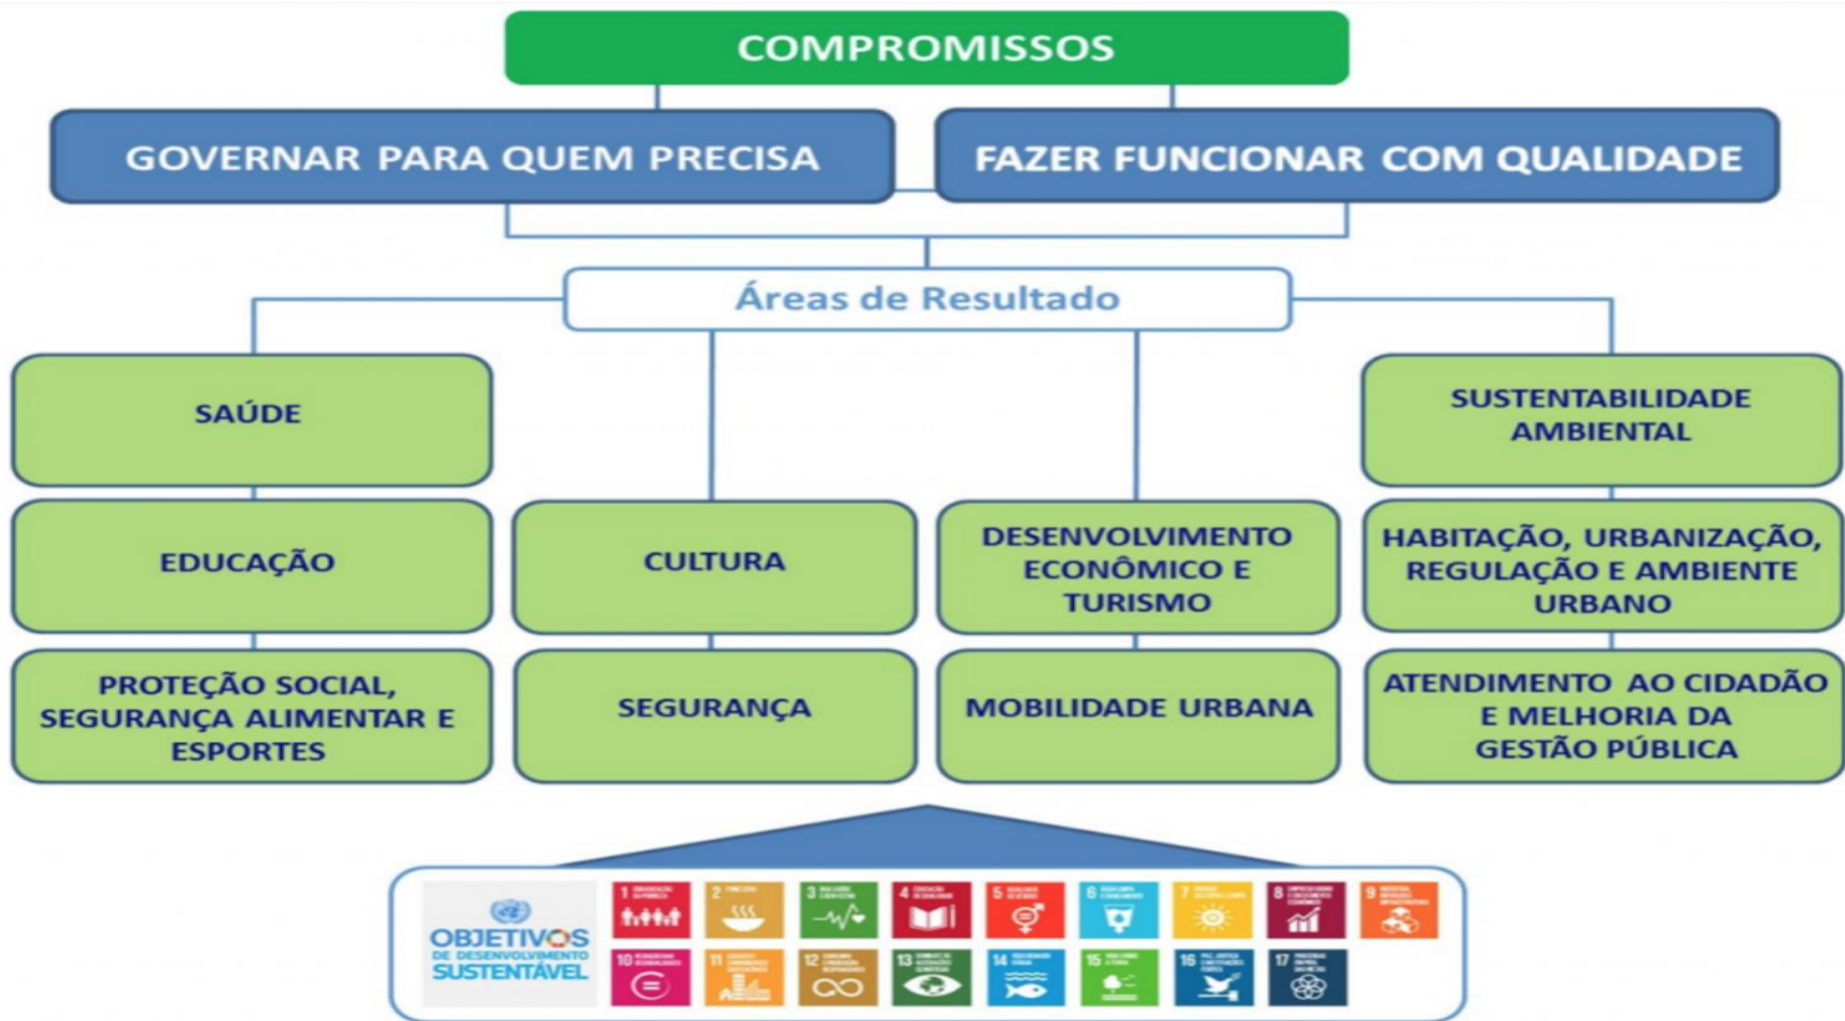 COMPROMISSOS
GOVERNAR PARA QUEM PRECISA
FAZER FUNCIONAR COM QUALIDADE
Áreas de Resultado
SAÚDE
SUSTENTABILIDADE
AMBIENTAL
EDUCAÇÃO
CULTURA
DESENVOLVIMENTO
ECONÔMICO E
TURISMO
HABITAÇÃO, URBANIZAÇÃO,
REGULAÇÃO E AMBIENTE
URBANO
PROTEÇÃO SOCIAL,
SEGURANÇA ALIMENTAR E
ESPORTES
SEGURANÇA
MOBILIDADE URBANA
ATENDIMENTO AO CIDADÃO
E MELHORIA DA
GESTÃO PÚBLICA
OBJETIVOS
DE DESENVOLVIMENTO
SUSTENTÁVEL
1
2
3
4
5
6
7
8
9
10
11
12
13
14
15
16
17